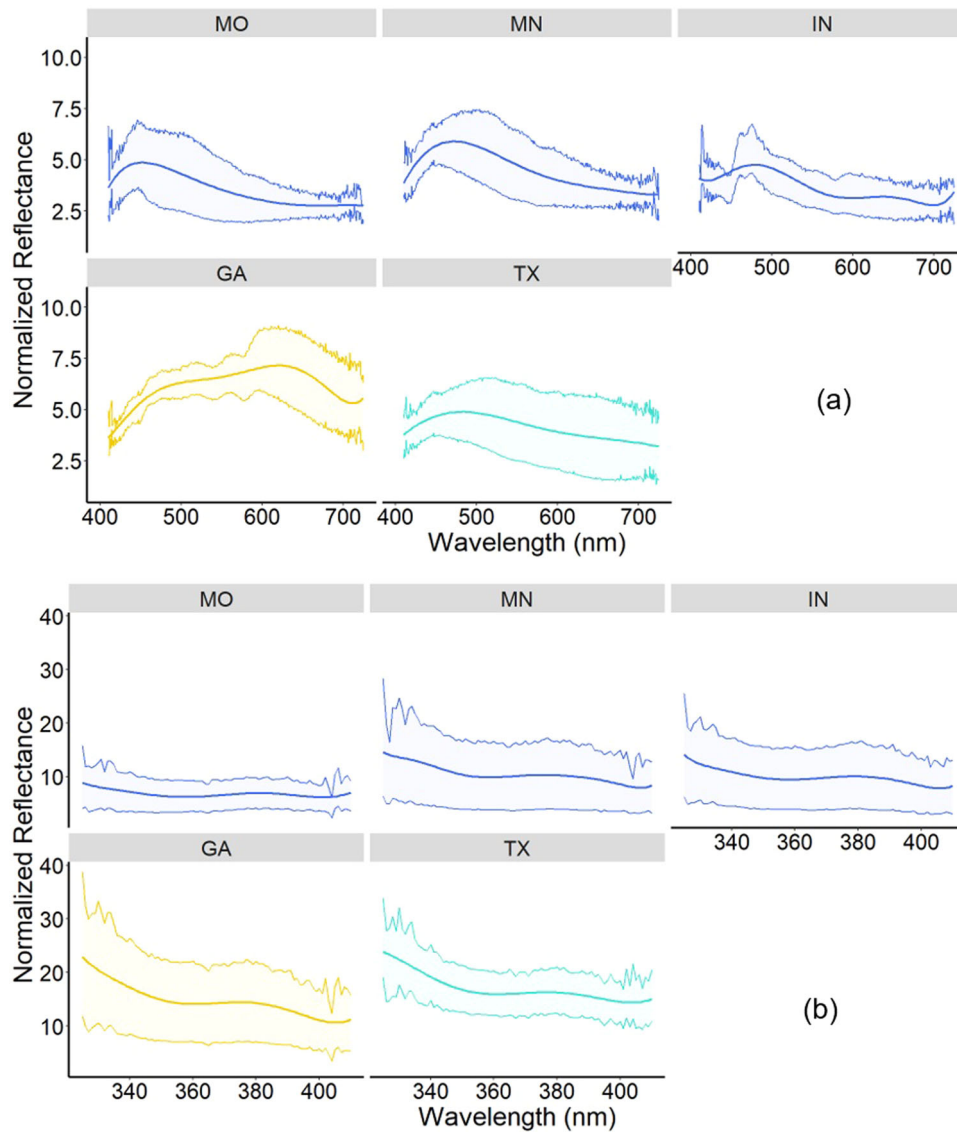 MO MN IN
10.0
7.5
5.0
2.5
400 500 600 700
GA TX
10.0
7.5
5.0
2.5
400 500 600 700 400 500 600 700
Normalized Reflectance
Wavelength (nm)
(a)
MO MN IN
40
30
20
10
340 360 380 400
GA TX
40
30
20
10
340 360 380 400 340 360 380 400
Normalized Reflectance
Wavelength (nm)
(b)